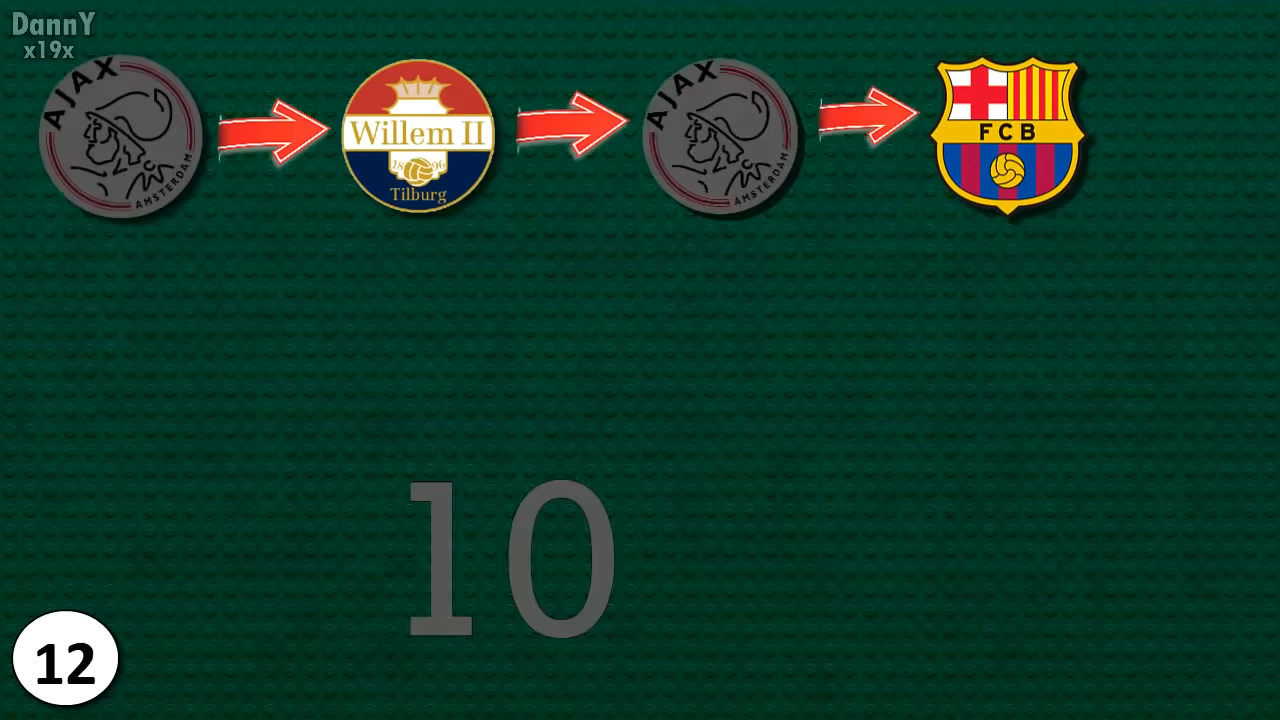 DannY
x19x
AJAX
AMSTERDAM
Willem II
1896
Tilburg
AJAX
AMSTERDAM
FCB
10
12